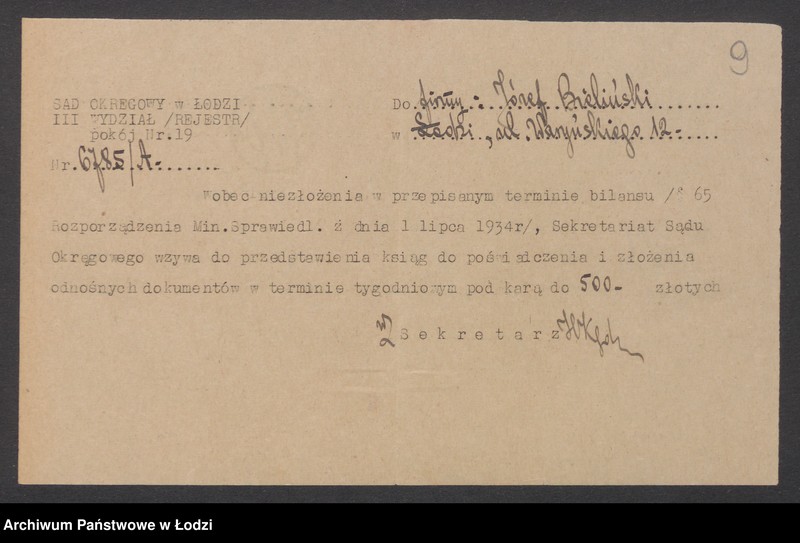 9
SĄD OKRĘGOWY w ŁODZI
III WYDZIAŁ /REJESTR/
pokój Nr.19
Nr. 6785/A-.......
Do firmy: Józef Bieliński.......
w Łodzi, ul. Waryńskiego 12-.....
Wobec niezłożenia w przepisanym terminie bilansu /§ 65
Rozporządzenia Min.Sprawiedl. z dnia 1 lipca 1934r/, Sekretariat Sądu
Okręgowego wzywa do przedstawienia ksiąg do poświadczenia i złożenia
odnośnych dokumentów w terminie tygodniowym pod karą do 500- złotych
Sekretarz
Archiwum Państwowe w Łodzi